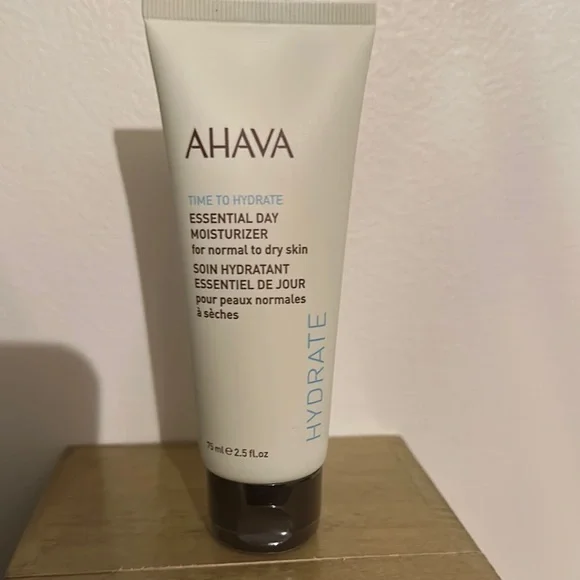 AHAVA
TIME TO HYDRATE
ESSENTIAL DAY
MOISTURIZER
for normal to dry skin
SOIN HYDRATANT
ESSENTIEL DE JOUR
pour peaux normales
à sèches
HYDRATE
75 ml e 2.5 fl.oz